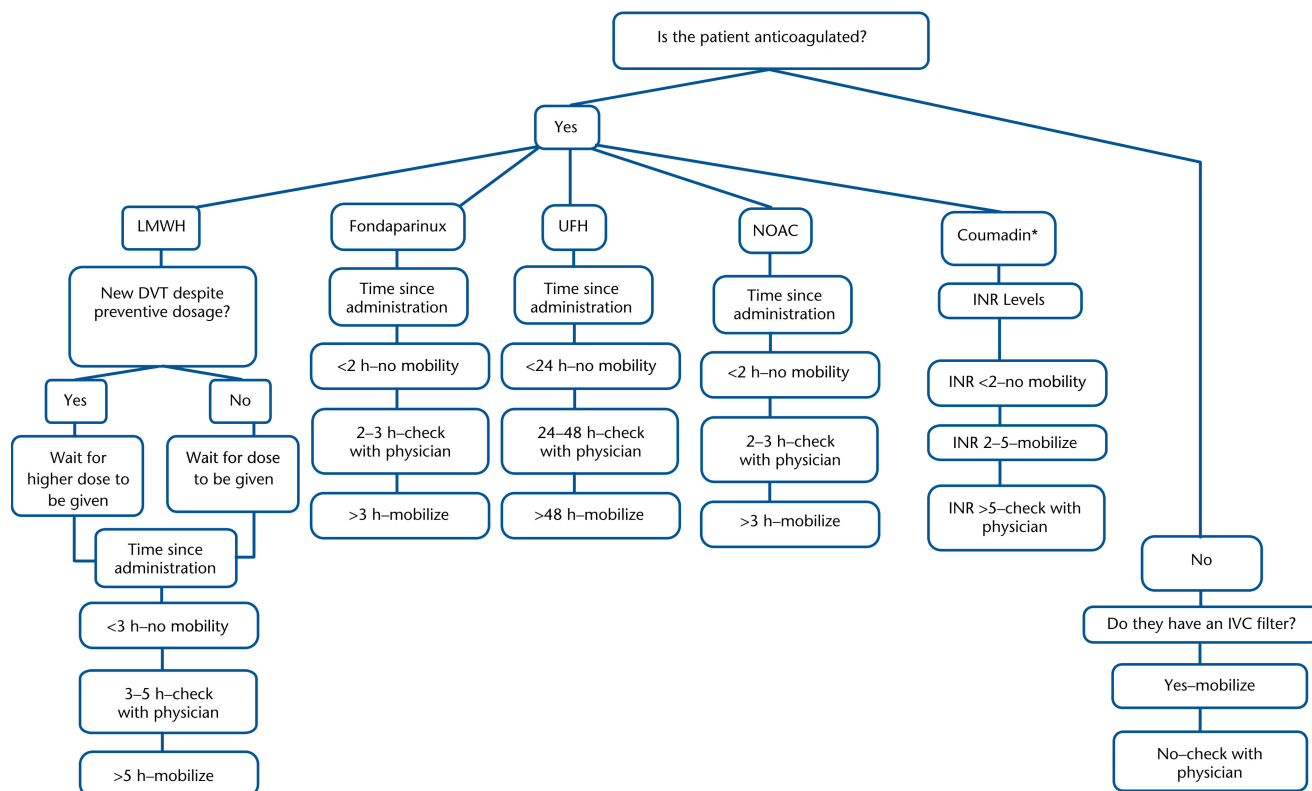 Is the patient anticoagulated?
Yes
LMWH
New DVT despite
preventive dosage?
Yes
No
Wait for
higher dose to
be given
Wait for dose
to be given
Time since
administration
<3 h–no mobility
3–5 h–check
with physician
>5 h–mobilize
Fondaparinux
Time since
administration
<2 h–no mobility
2–3 h–check
with physician
>3 h–mobilize
UFH
Time since
administration
<24 h–no mobility
24–48 h–check
with physician
>48 h–mobilize
NOAC
Time since
administration
<2 h–no mobility
2–3 h–check
with physician
>3 h–mobilize
Coumadin*
INR Levels
INR <2–no mobility
INR 2–5–mobilize
INR >5–check with
physician
No
Do they have an IVC filter?
Yes–mobilize
No–check with
physician